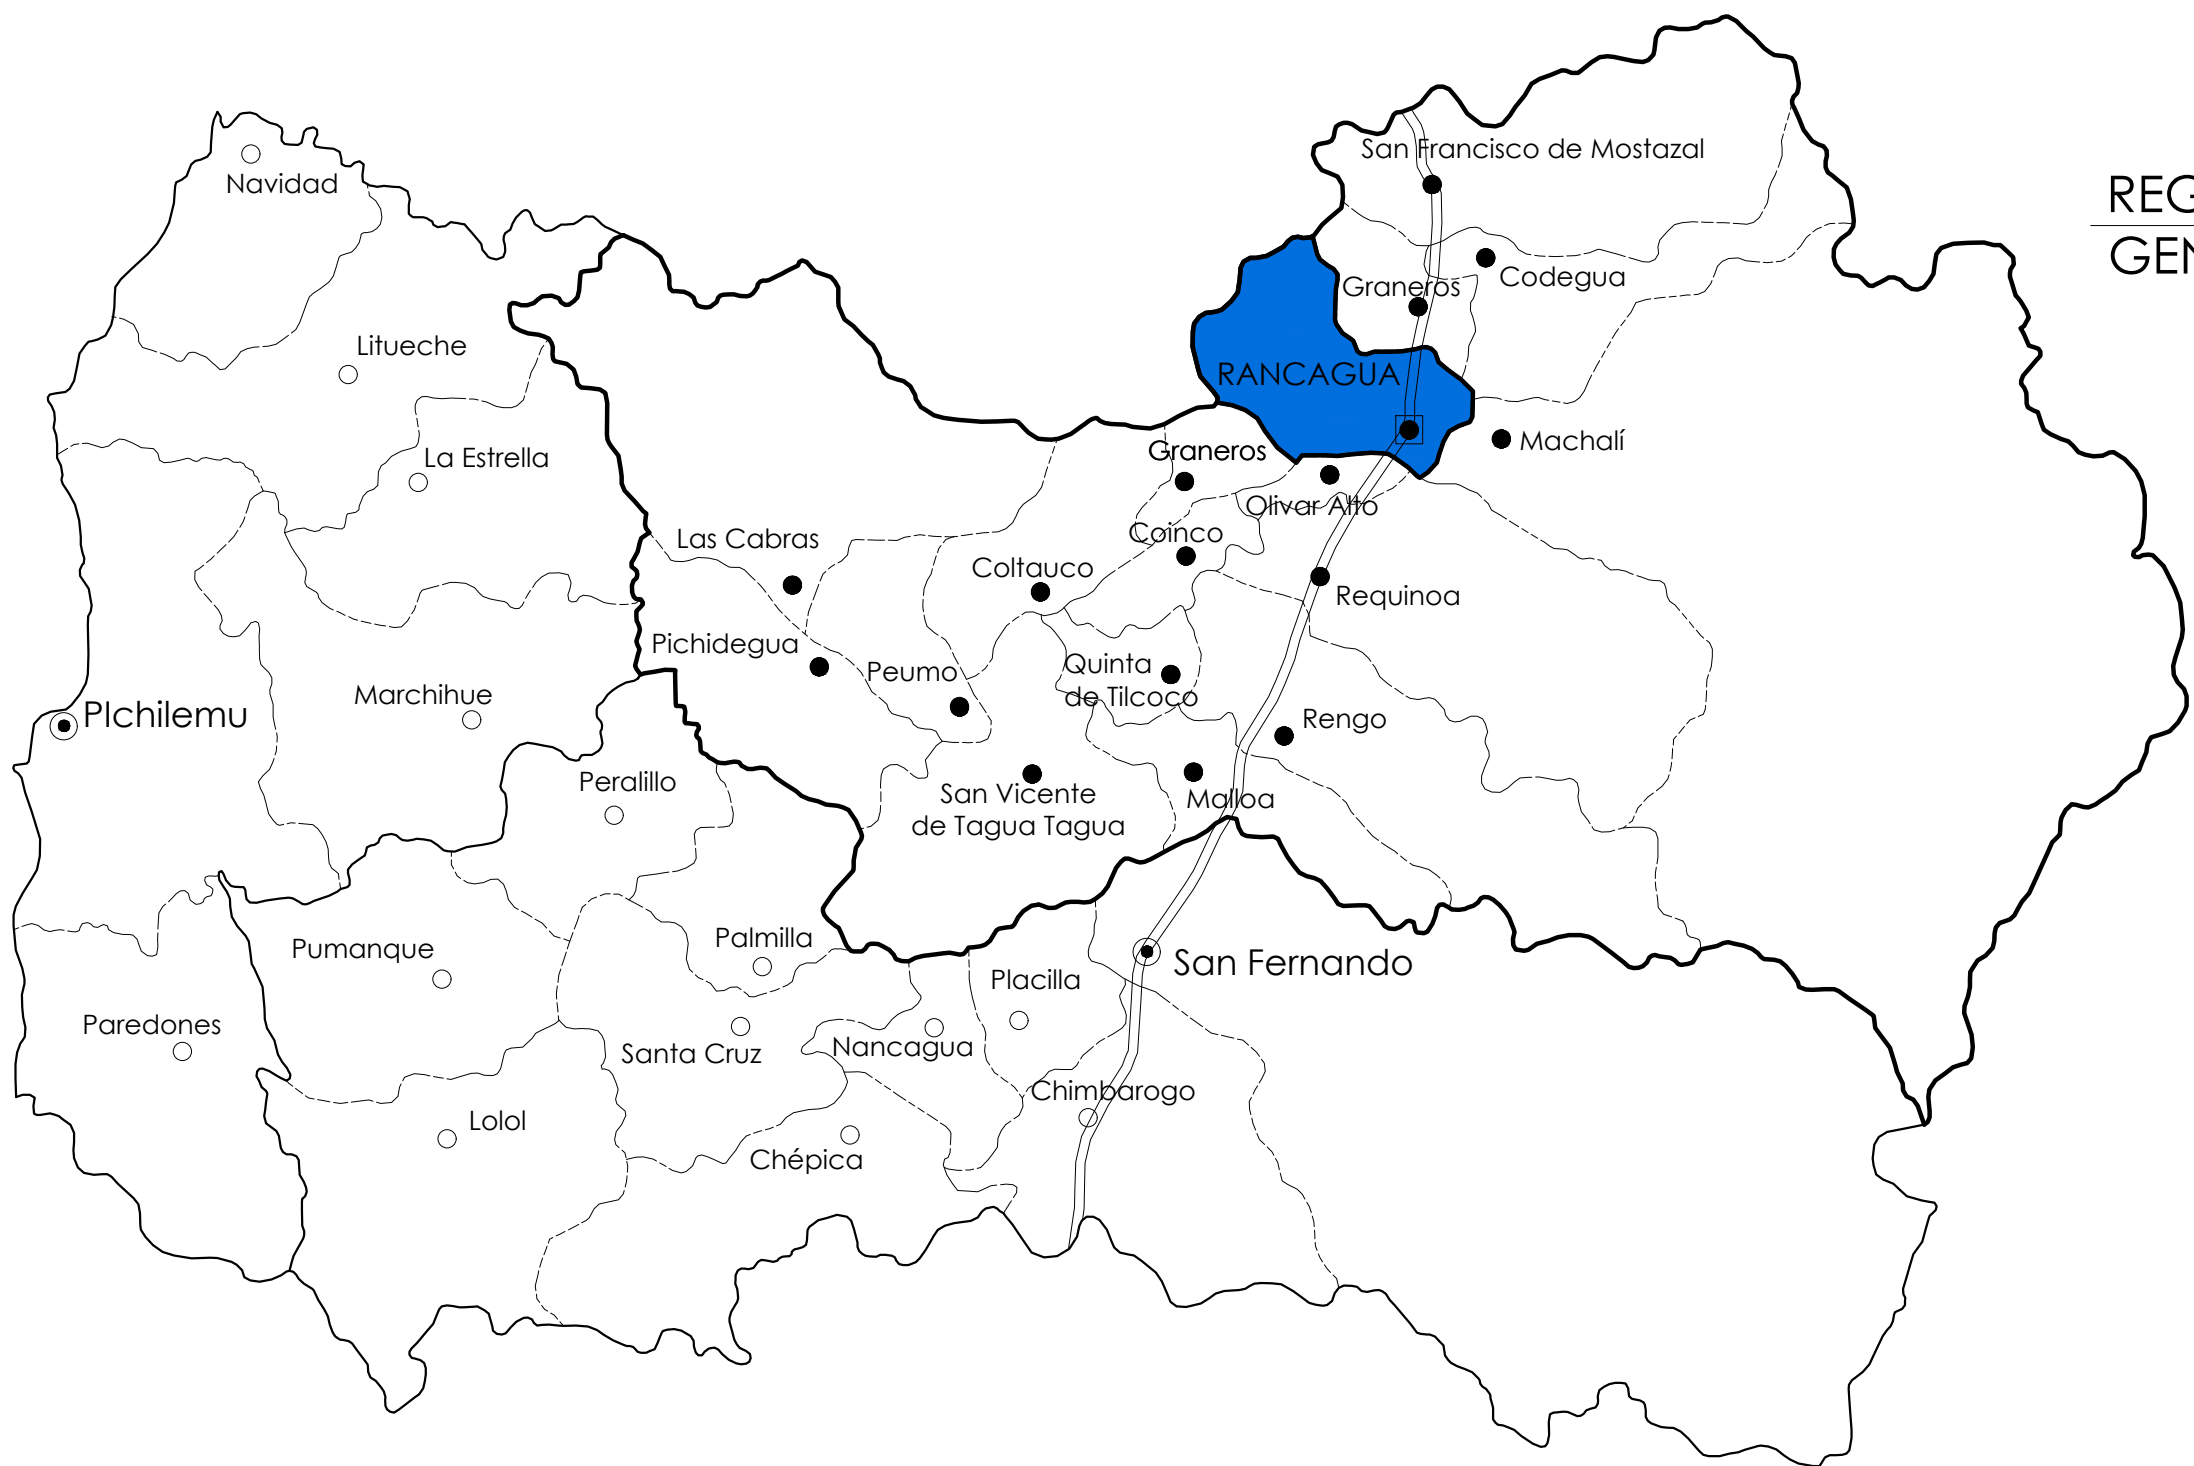 San Francisco de Mostazal
Navidad
REG
GEN
Codegua
Graneros
Litueche
RANCAGUA
Machalí
Graneros
La Estrella
Olivar Alto
Coinco
Las Cabras
Coltauco
Requinoa
Pichidegua
Peumo
Quinta
de Tilcoco
Marchihue
PIchilemu
Rengo
Peralillo
San Vicente
de Tagua Tagua
Malloa
Palmilla
Pumanque
San Fernando
Placilla
Paredones
Santa Cruz
Nancagua
Chimbarogo
Lolol
Chépica